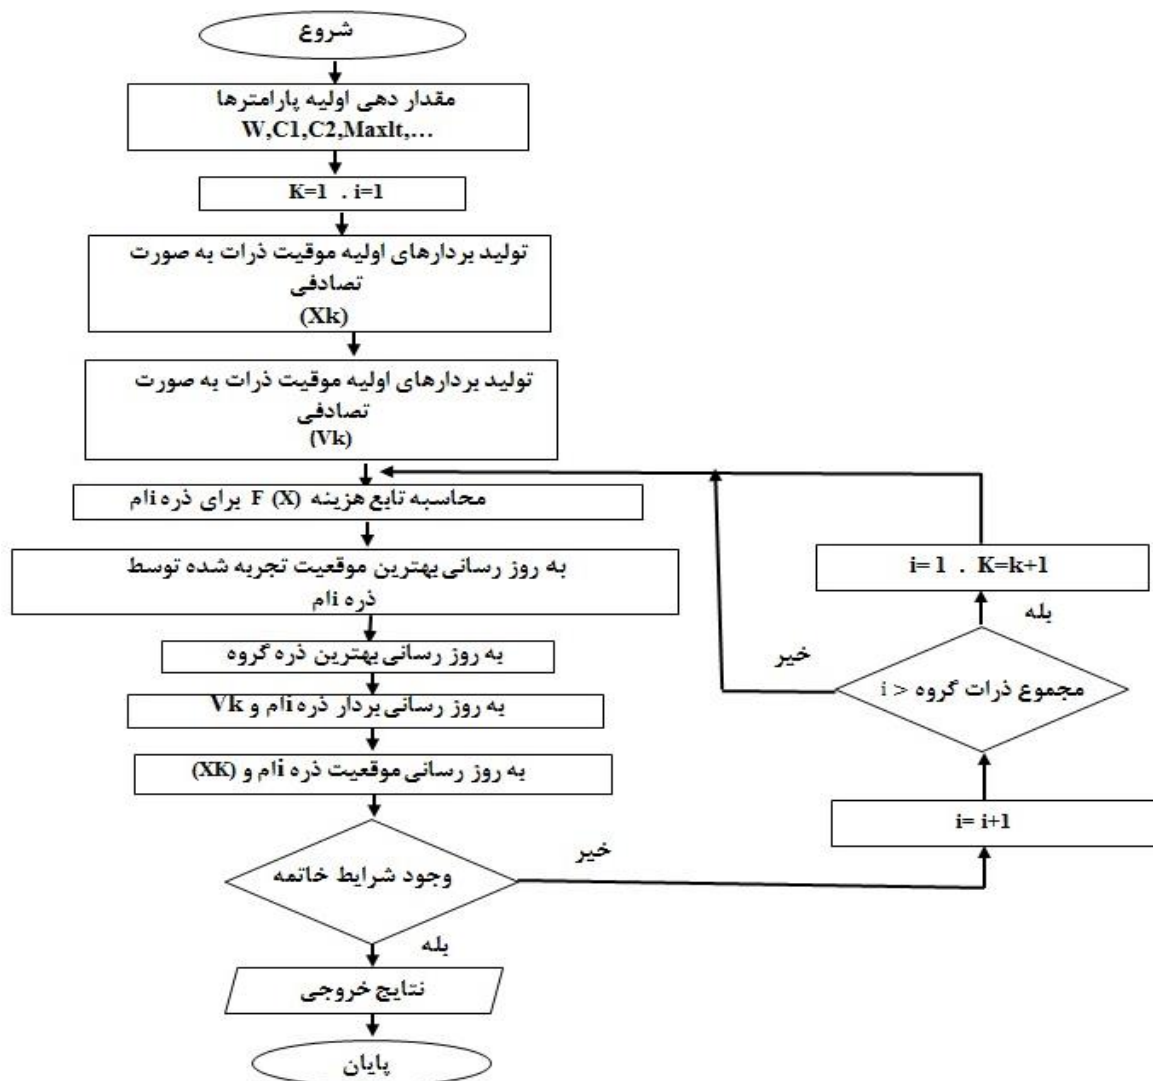 شروع
مقدار دهی اولیه پارامترها
W,C1,C2,MaxIt,...
K=1 . i=1
تولید بردارهای اولیه موقیت ذرات به صورت
تصادفی
(Xk)
تولید بردارهای اولیه موقیت ذرات به صورت
تصادفی
(Vk)
محاسبه تابع هزینه F (X) برای ذره iام
به روز رسانی بهترین موقعیت تجربه شده توسط
ذره iام
به روز رسانی بهترین ذره گروه
به روز رسانی بردار ذره iام و Vk
به روز رسانی موقعیت ذره iام و (XK)
وجود شرایط خاتمه
خیر
بله
نتایج خروجی
پایان
i= i+1
مجموع ذرات گروه < i
خیر
بله
i= 1 . K=k+1